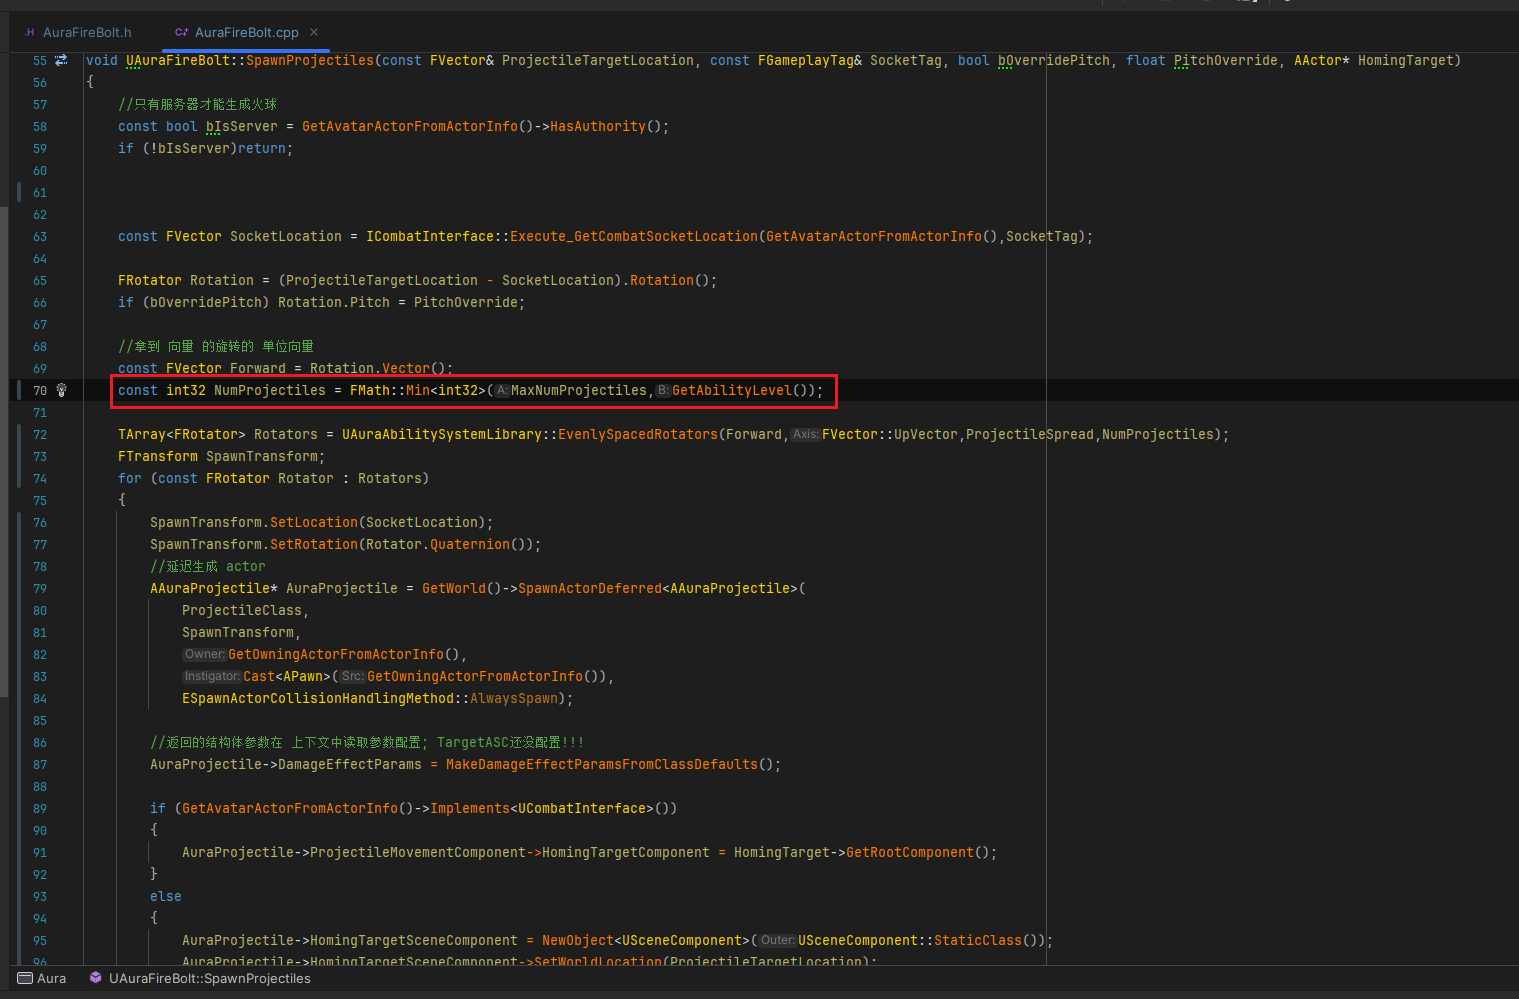 .H AuraFireBolt.h C++ AuraFireBolt.cpp ×
55 void UAuraFireBolt::SpawnProjectiles(const FVector& ProjectileTargetLocation, const FGameplayTag& SocketTag, bool bOverridePitch, float PitchOverride, AActor* HomingTarget)
56 {
57 //只有服务器才能生成火球
58 const bool bIsServer = GetAvatarActorFromActorInfo()->HasAuthority();
59 if (!bIsServer)return;
60
61
62
63 const FVector SocketLocation = ICombatInterface::Execute_GetCombatSocketLocation(GetAvatarActorFromActorInfo(),SocketTag);
64
65 FRotator Rotation = (ProjectileTargetLocation - SocketLocation).Rotation();
66 if (bOverridePitch) Rotation.Pitch = PitchOverride;
67
68 //拿到 向量 的旋转的 单位向量
69 const FVector Forward = Rotation.Vector();
70 const int32 NumProjectiles = FMath::Min<int32>(A:MaxNumProjectiles,B:GetAbilityLevel());
71
72 TArray<FRotator> Rotators = UAuraAbilitySystemLibrary::EvenlySpacedRotators(Forward,Axis:FVector::UpVector,ProjectileSpread,NumProjectiles);
73 FTransform SpawnTransform;
74 for (const FRotator Rotator : Rotators)
75 {
76 SpawnTransform.SetLocation(SocketLocation);
77 SpawnTransform.SetRotation(Rotator.Quaternion());
78 //延迟生成 actor
79 AAuraProjectile* AuraProjectile = GetWorld()->SpawnActorDeferred<AAuraProjectile>(
80 ProjectileClass,
81 SpawnTransform,
82 Owner:GetOwningActorFromActorInfo(),
83 Instigator:Cast<APawn>(Src:GetOwningActorFromActorInfo()),
84 ESpawnActorCollisionHandlingMethod::AlwaysSpawn);
85
86 //返回的结构体参数在 上下文中读取参数配置; TargetASC还没配置!!!
87 AuraProjectile->DamageEffectParams = MakeDamageEffectParamsFromClassDefaults();
88
89 if (GetAvatarActorFromActorInfo()->Implements<UCombatInterface>())
90 {
91 AuraProjectile->ProjectileMovementComponent->HomingTargetComponent = HomingTarget->GetRootComponent();
92 }
93 else
94 {
95 AuraProjectile->HomingTargetSceneComponent = NewObject<USceneComponent>(Outer:USceneComponent::StaticClass());
96 AuraProjectile->HomingTargetSceneComponent->SetWorldLocation(ProjectileTargetLocation);
Aura UAuraFireBolt::SpawnProjectiles